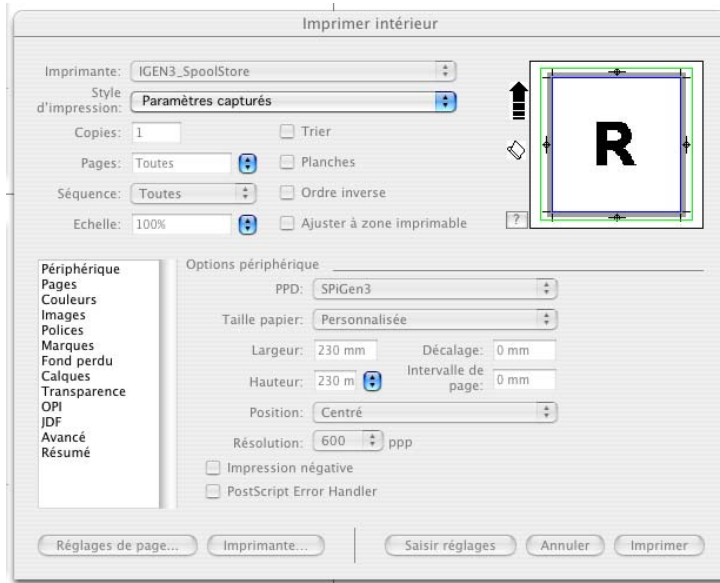 Imprimer intérieur
Imprimante: IGEN3_SpoolStore
Style
d'impression: Paramètres capturés
Copies: 1 Trier
Pages: Toutes Planches
Séquence: Toutes Ordre inverse
Echelle: 100% Ajuster à zone imprimable ?
R
Périphérique
Pages
Couleurs
Images
Polices
Marques
Fond perdu
Calques
Transparence
OPI
JDF
Avancé
Résumé
Options périphérique
PPD: SPiGen3
Taille papier: Personnalisée
Largeur: 230 mm Décalage: 0 mm
Hauteur: 230 m Intervalle de
page: 0 mm
Position: Centré
Résolution: 600 ppp
Impression négative
PostScript Error Handler
Réglages de page... Imprimante... Saisir réglages Annuler Imprimer